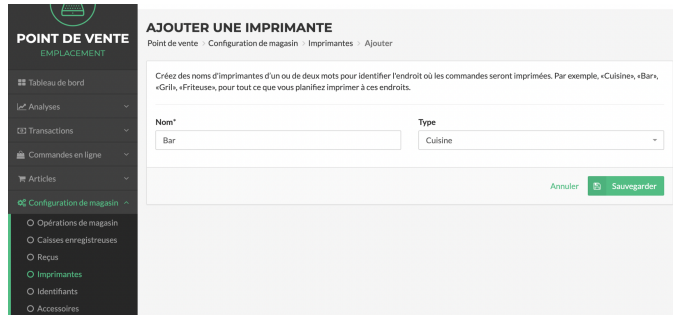 POINT DE VENTE
EMPLACEMENT
Tableau de bord
Analyses
Transactions
Commandes en ligne
Articles
Configuration de magasin
Opérations de magasin
Caisses enregistreuses
Reçus
Imprimantes
Identifiants
Accessoires
AJOUTER UNE IMPRIMANTE
Point de vente > Configuration de magasin > Imprimantes > Ajouter
Créez des noms d'imprimantes d'un ou de deux mots pour identifier l'endroit où les commandes seront imprimées. Par exemple, «Cuisine», «Bar»,
«Gril», «Friteuse», pour tout ce que vous planifiez imprimer à ces endroits.
Nom* Type
Bar Cuisine
Annuler Sauvegarder